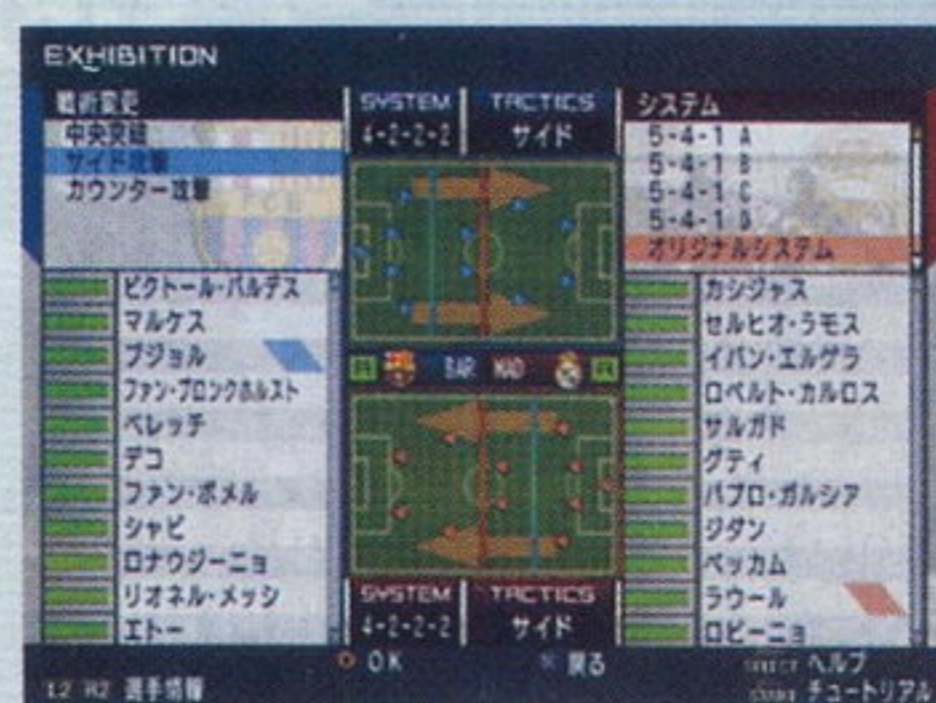 EXHIBITION
戦術変更
中央突破
サイド攻撃
カウンター攻撃
SYSTEM
4-2-2-2
TACTICS
サイド
システム
5-4-1 A
5-4-1 B
5-4-1 C
5-4-1 D
オリジナルシステム
ビクトール・バルデス
マルケス
プジョル
ファン・ブロンクホルスト
ベレッチ
デコ
ファン・ボメル
シャビ
ロナウジーニョ
リオネル・メッシ
エトー
BAR MAD
カシジャス
セルヒオ・ラモス
イバン・エルゲラ
ロベルト・カルロス
サルガド
グティ
パブロ・ガルシア
ジダン
ベッカム
ラウール
ロビーニョ
SYSTEM
4-2-2-2
TACTICS
サイド
OK
戻る
SELECT ヘルプ
L2 R2 選手情報
START チュートリアル